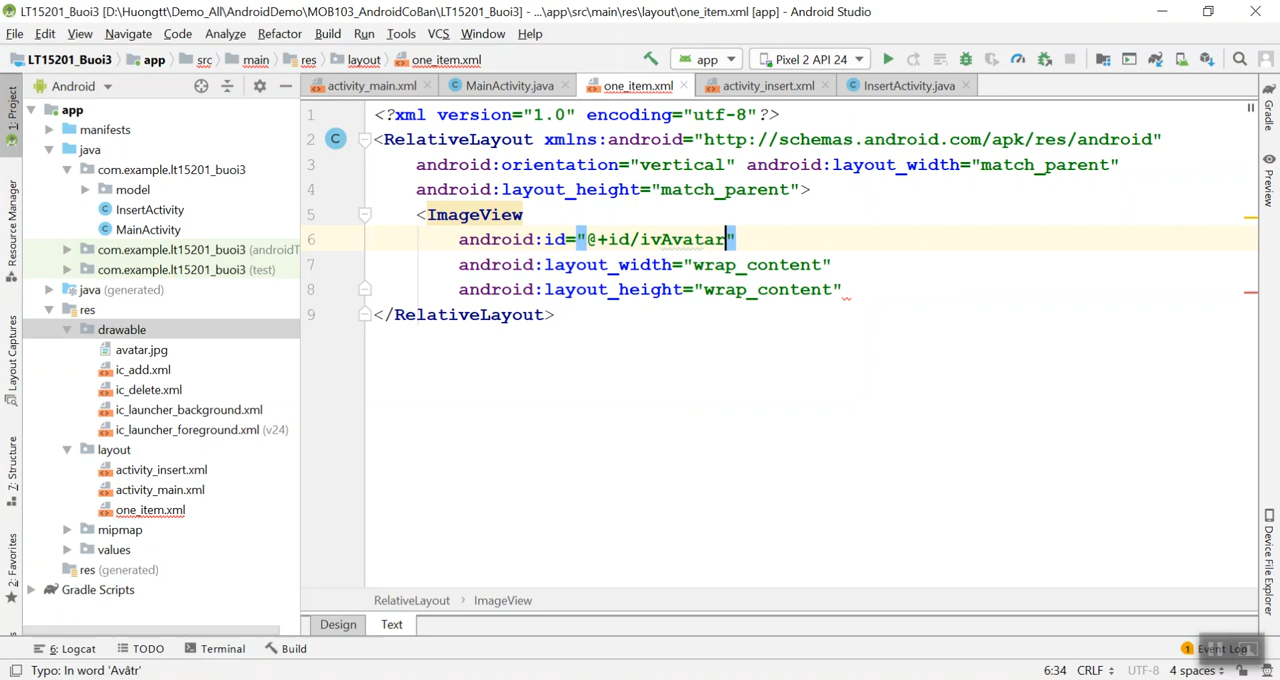 LT15201_Buoi3 [D:\Huongtt\Demo_All\AndroidDemo\MOB103_AndroidCoBan\LT15201_Buoi3] - ...\app\src\main\res\layout\one_item.xml [app] - Android Studio
File Edit View Navigate Code Analyze Refactor Build Run Tools VCS Window Help
LT15201_Buoi3 app src main res layout one_item.xml app Pixel 2 API 24
Android activity_main.xml MainActivity.java one_item.xml activity_insert.xml InsertActivity.java
1: Project
Resource Manager
Layout Captures
7: Structure
2: Favorites
app
manifests
java
com.example.lt15201_buoi3
model
InsertActivity
MainActivity
com.example.lt15201_buoi3 (androidT
com.example.lt15201_buoi3 (test)
java (generated)
res
drawable
avatar.jpg
ic_add.xml
ic_delete.xml
ic_launcher_background.xml
ic_launcher_foreground.xml (v24)
layout
activity_insert.xml
activity_main.xml
one_item.xml
mipmap
values
res (generated)
Gradle Scripts
1 <?xml version="1.0" encoding="utf-8"?>
2 <RelativeLayout xmlns:android="http://schemas.android.com/apk/res/android"
3 android:orientation="vertical" android:layout_width="match_parent"
4 android:layout_height="match_parent">
5 <ImageView
6 android:id="@+id/ivAvatar"
7 android:layout_width="wrap_content"
8 android:layout_height="wrap_content"
9 </RelativeLayout>
Gradle
Preview
Device File Explorer
RelativeLayout › ImageView
Design Text
6: Logcat TODO Terminal Build 1 Event Log
Typo: In word 'Avâtr' 6:34 CRLF UTF-8 4 spaces